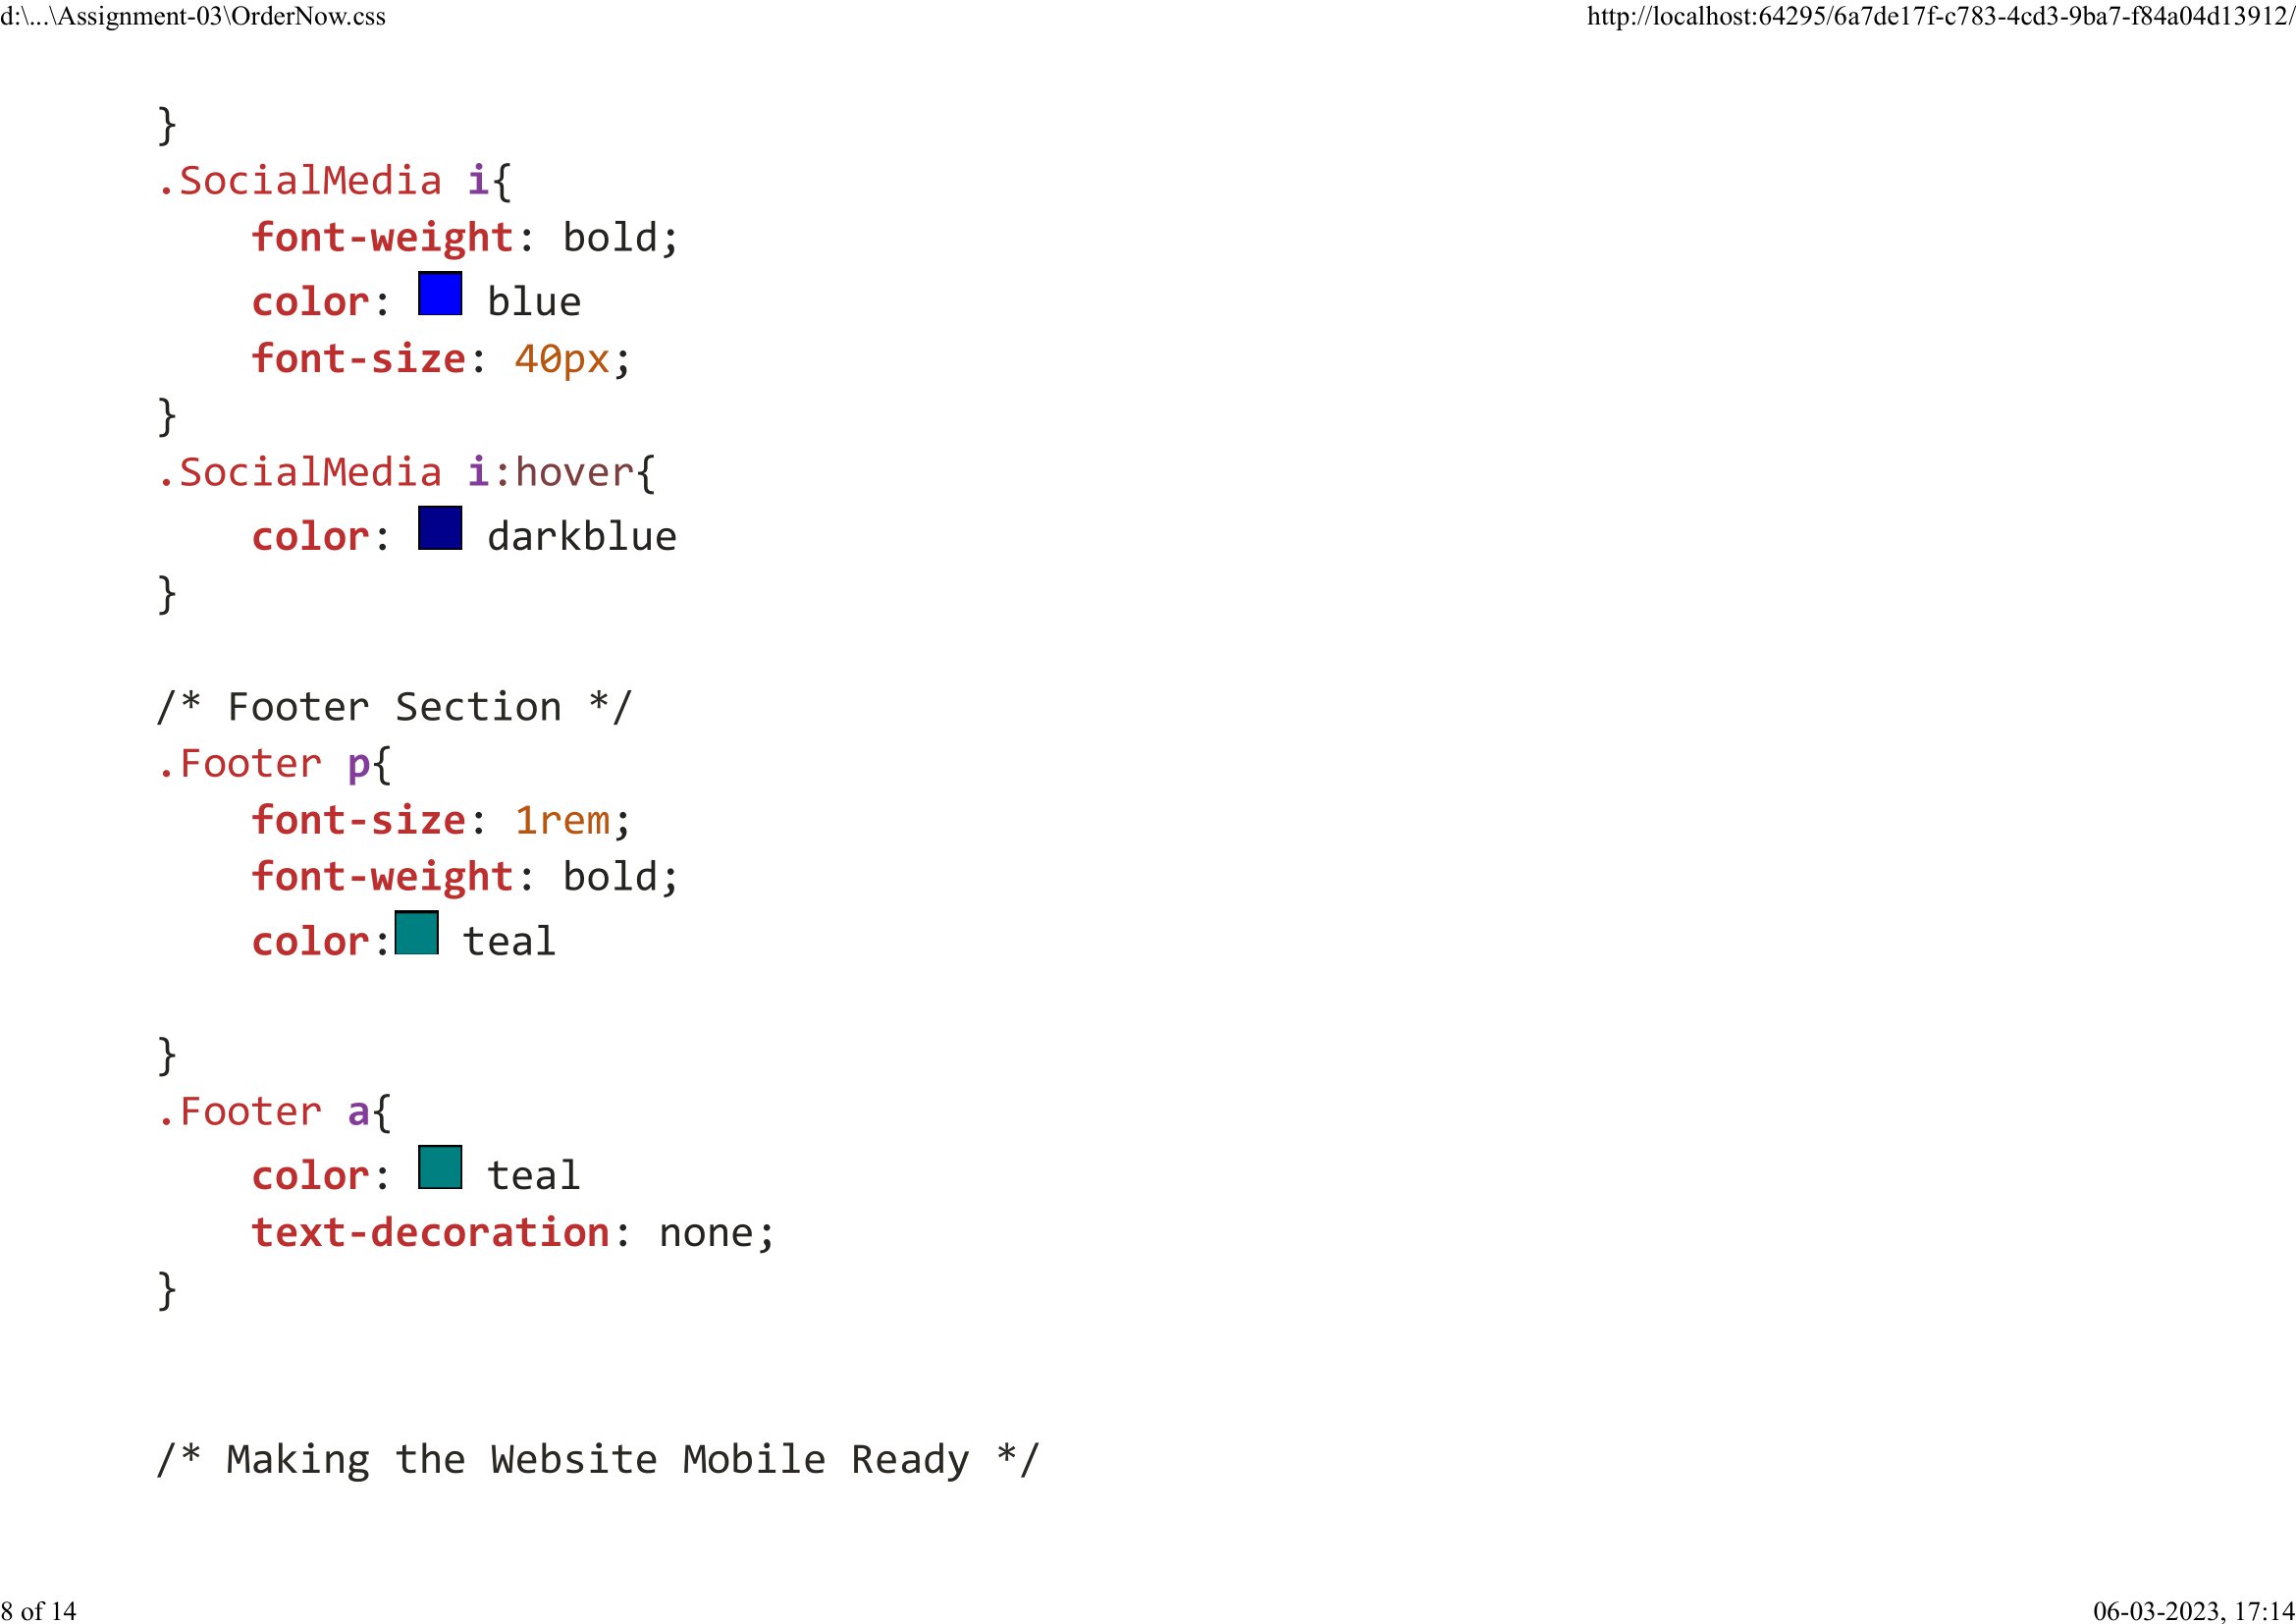 d:\...\Assignment-03\OrderNow.css
http://localhost:64295/6a7de17f-c783-4cd3-9ba7-f84a04d13912/
}
.SocialMedia i{
    font-weight: bold;
    color: blue
    font-size: 40px;
}
.SocialMedia i:hover{
    color: darkblue
}
/* Footer Section */
.Footer p{
    font-size: 1rem;
    font-weight: bold;
    color: teal
}
.Footer a{
    color: teal
    text-decoration: none;
}
/* Making the Website Mobile Ready */
8 of 14
06-03-2023, 17:14